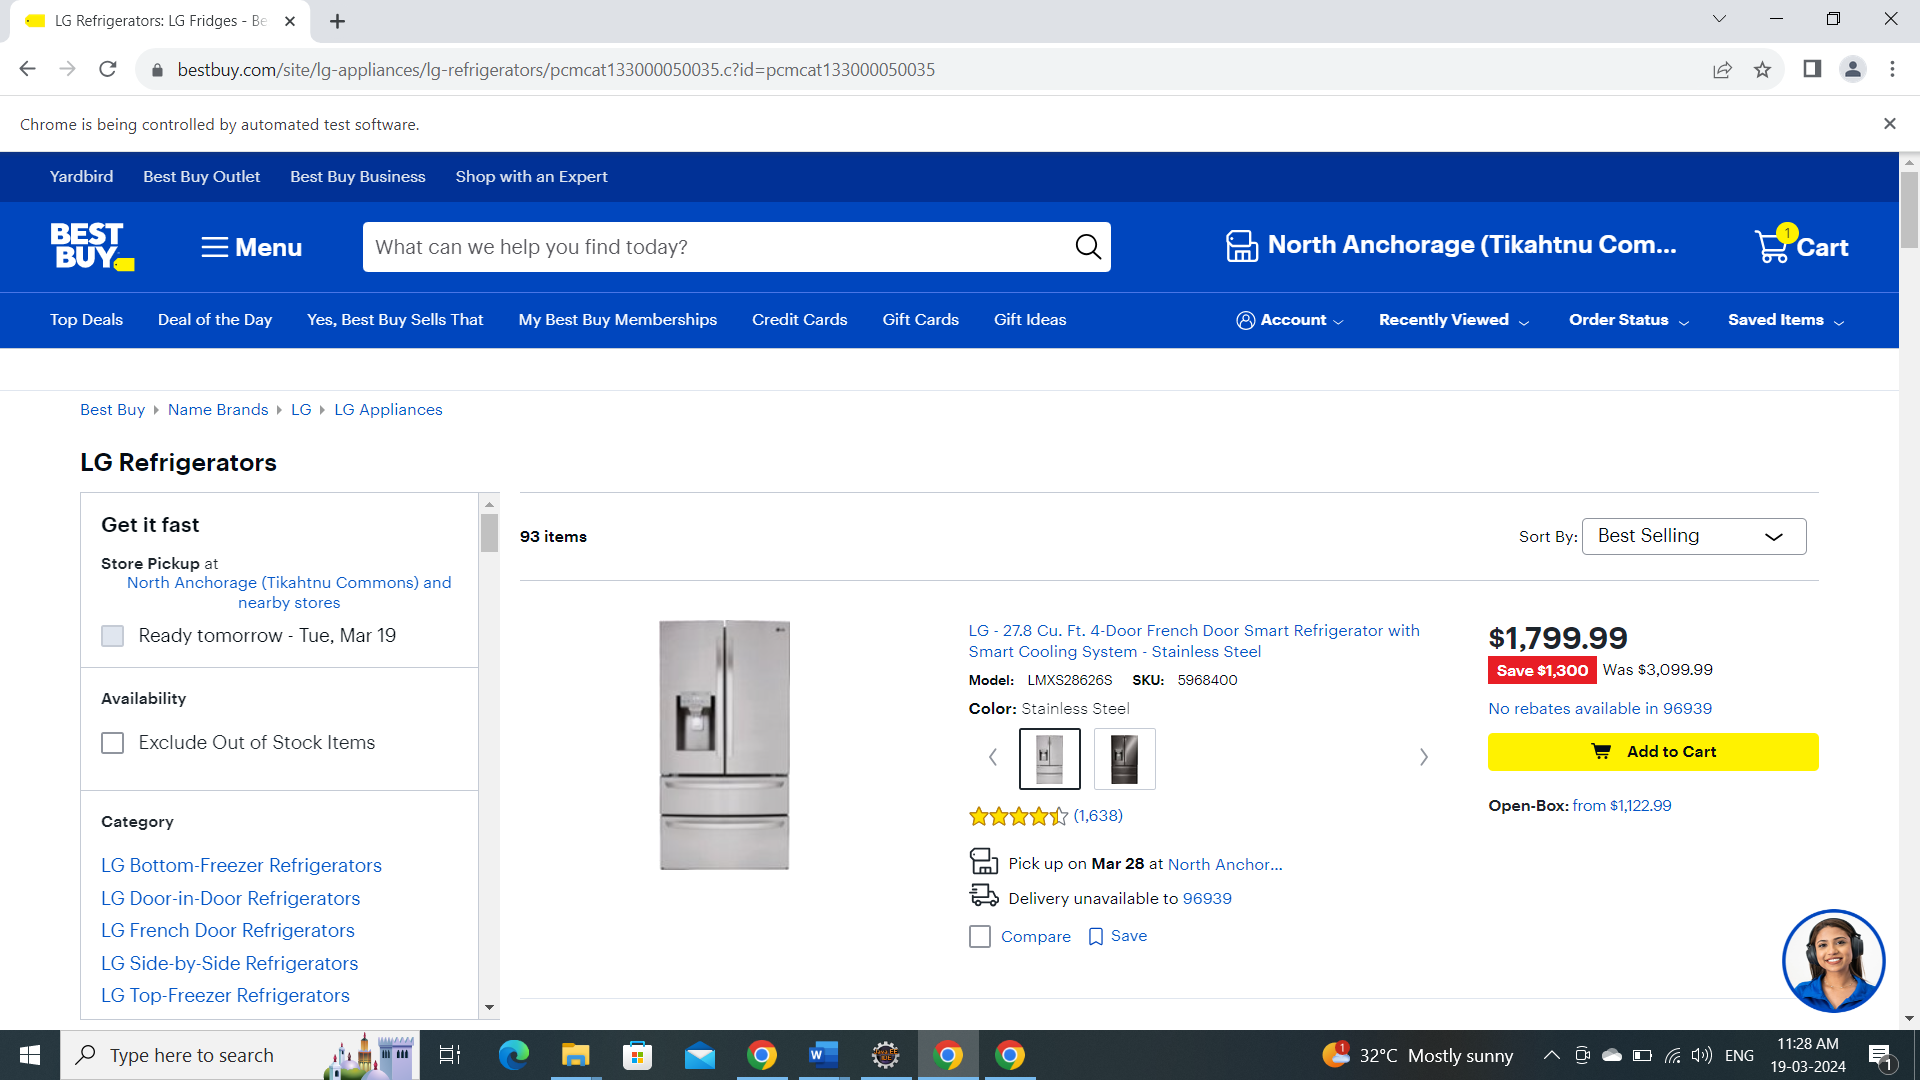 LG Refrigerators: LG Fridges - Be
bestbuy.com/site/lg-appliances/lg-refrigerators/pcmcat133000050035.c?id=pcmcat133000050035
Chrome is being controlled by automated test software.
Yardbird Best Buy Outlet Best Buy Business Shop with an Expert
BEST BUY
Menu
What can we help you find today?
North Anchorage (Tikahtnu Com...
1
Cart
Top Deals Deal of the Day Yes, Best Buy Sells That My Best Buy Memberships Credit Cards Gift Cards Gift Ideas Account Recently Viewed Order Status Saved Items
Best Buy Name Brands LG LG Appliances
LG Refrigerators
Get it fast
Store Pickup at
North Anchorage (Tikahtnu Commons) and
nearby stores
Ready tomorrow - Tue, Mar 19
Availability
Exclude Out of Stock Items
Category
LG Bottom-Freezer Refrigerators
LG Door-in-Door Refrigerators
LG French Door Refrigerators
LG Side-by-Side Refrigerators
LG Top-Freezer Refrigerators
93 items
Sort By: Best Selling
LG - 27.8 Cu. Ft. 4-Door French Door Smart Refrigerator with
Smart Cooling System - Stainless Steel
Model: LMXS28626S SKU: 5968400
Color: Stainless Steel
(1,638)
Pick up on Mar 28 at North Anchor...
Delivery unavailable to 96939
Compare Save
$1,799.99
Save $1,300 Was $3,099.99
No rebates available in 96939
Add to Cart
Open-Box: from $1,122.99
Type here to search
1
32°C Mostly sunny
ENG
11:28 AM
19-03-2024
1